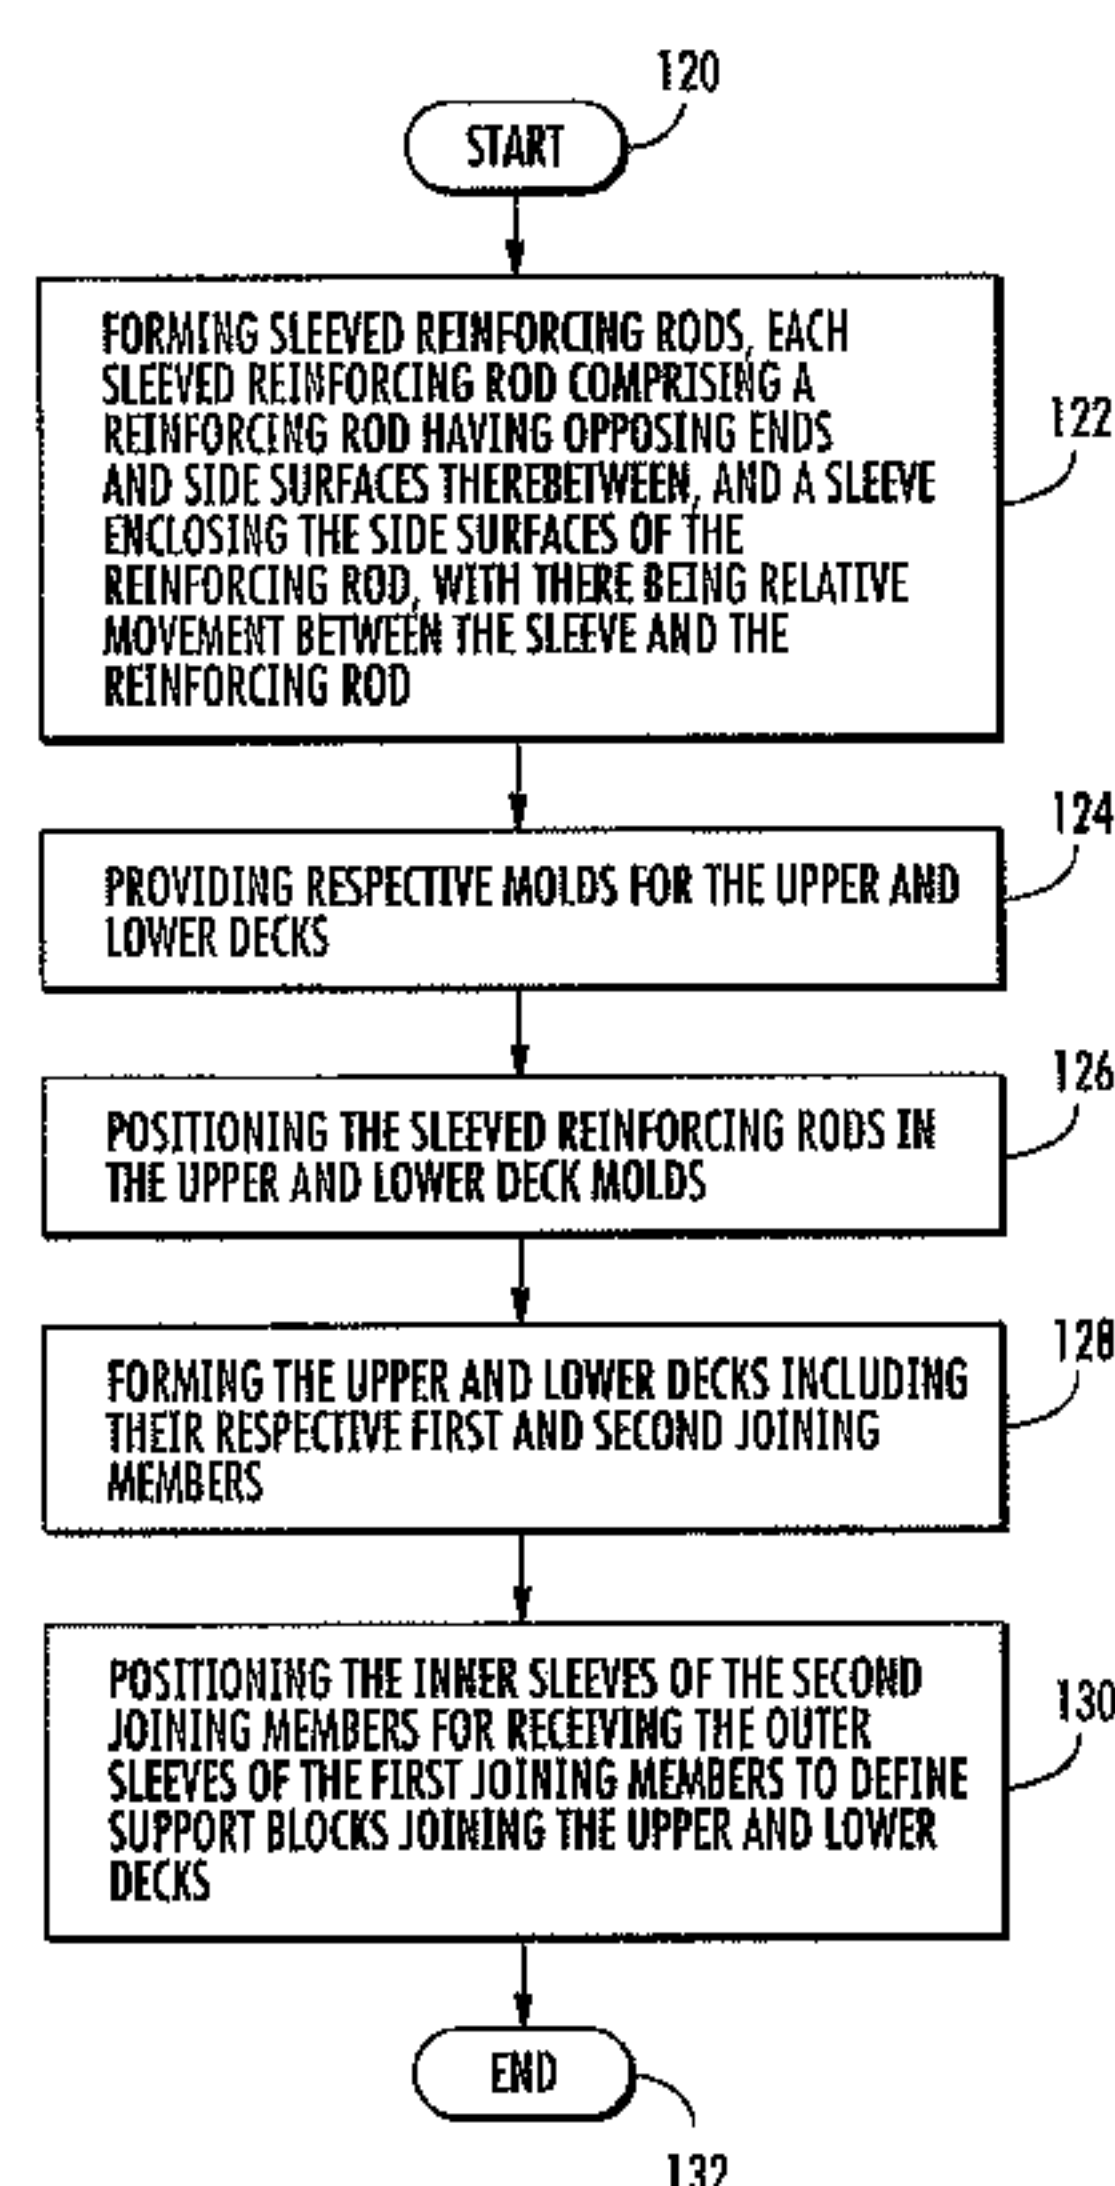 120
START
FORMING SLEEVED REINFORCING RODS, EACH
SLEEVED REINFORCING ROD COMPRISING A
REINFORCING ROD HAVING OPPOSING ENDS
AND SIDE SURFACES THEREBETWEEN, AND A SLEEVE
ENCLOSING THE SIDE SURFACES OF THE
REINFORCING ROD, WITH THERE BEING RELATIVE
MOVEMENT BETWEEN THE SLEEVE AND THE
REINFORCING ROD
122
124
PROVIDING RESPECTIVE MOLDS FOR THE UPPER AND
LOWER DECKS
126
POSITIONING THE SLEEVED REINFORCING RODS IN
THE UPPER AND LOWER DECK MOLDS
128
FORMING THE UPPER AND LOWER DECKS INCLUDING
THEIR RESPECTIVE FIRST AND SECOND JOINING
MEMBERS
POSITIONING THE INNER SLEEVES OF THE SECOND
JOINING MEMBERS FOR RECEIVING THE OUTER
SLEEVES OF THE FIRST JOINING MEMBERS TO DEFINE
SUPPORT BLOCKS JOINING THE UPPER AND LOWER
DECKS
130
END
132